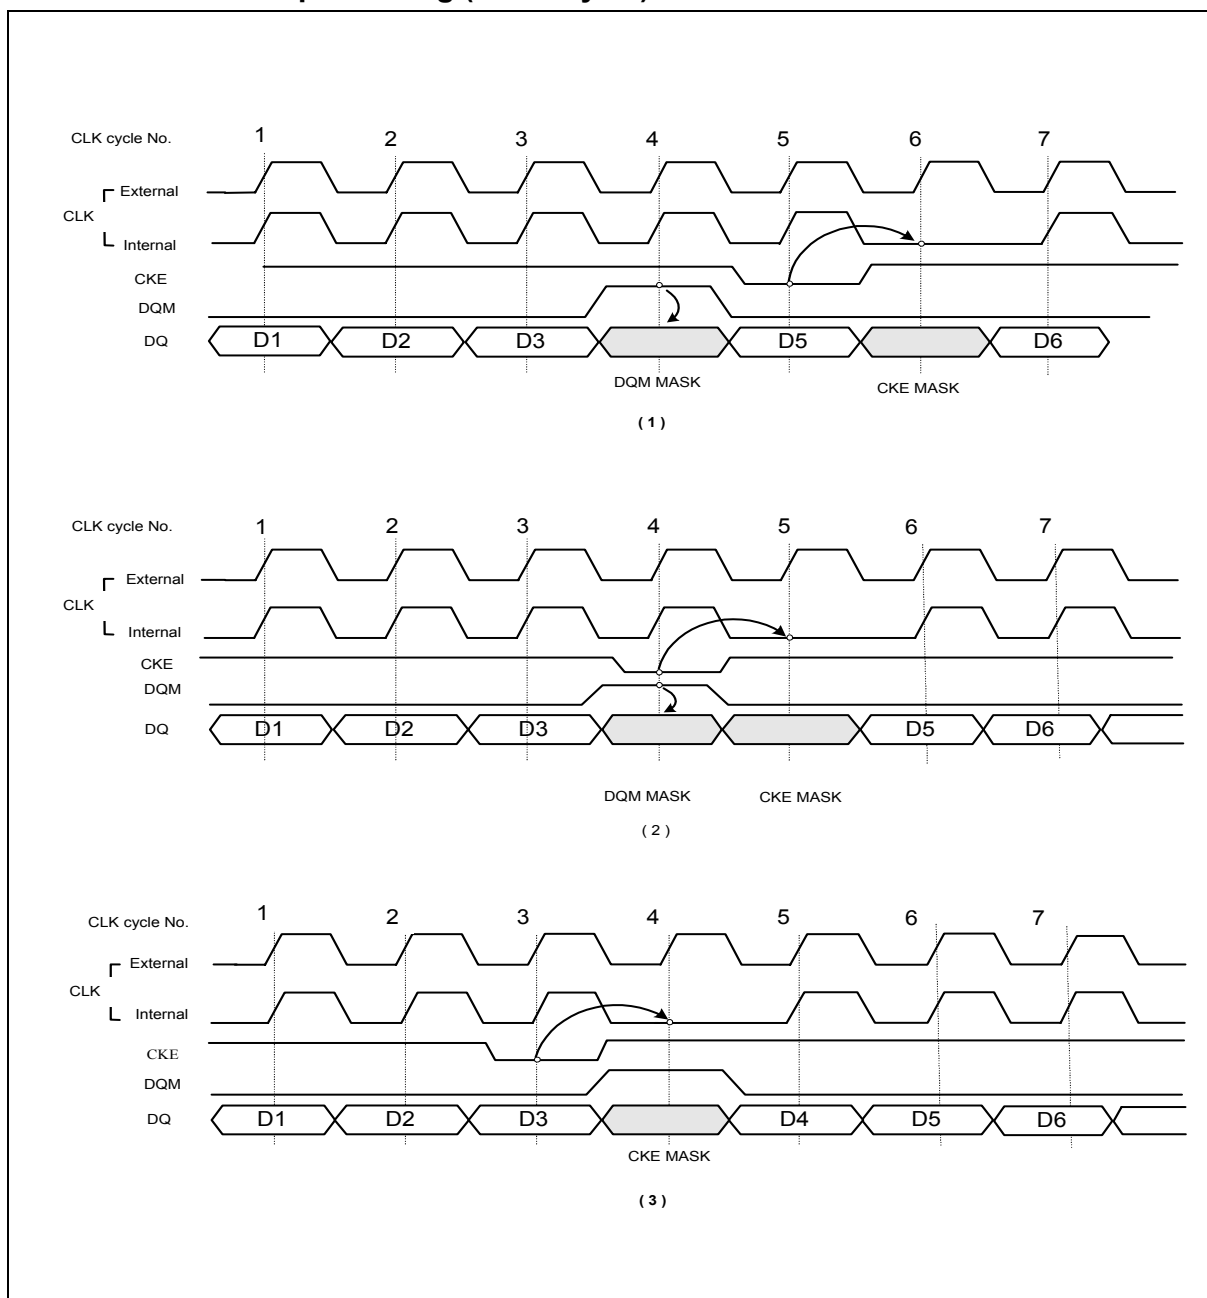 CLK cycle No. 1 2 3 4 5 6 7
External
CLK
Internal
CKE
DQM
DQ D1 D2 D3 D5 D6
DQM MASK CKE MASK
( 1 )
CLK cycle No. 1 2 3 4 5 6 7
External
CLK
Internal
CKE
DQM
DQ D1 D2 D3 D5 D6
DQM MASK CKE MASK
( 2 )
CLK cycle No. 1 2 3 4 5 6 7
External
CLK
Internal
CKE
DQM
DQ D1 D2 D3 D4 D5 D6
CKE MASK
( 3 )